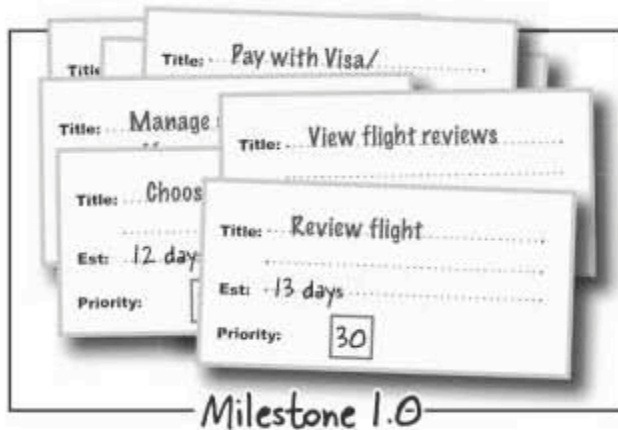 Title: Pay with Visa/
Title:
Title: Manage
Title: View flight reviews
Title: Choos
Est: 12 day
Priority:
Title: Review flight
Est: 13 days
Priority: 30
Milestone 1.0